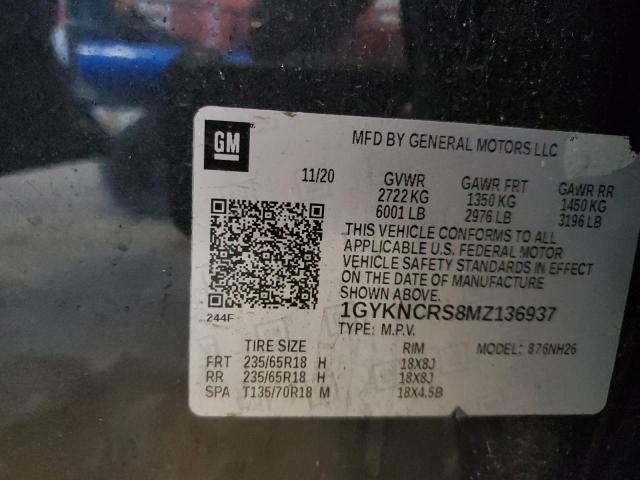 GM
MFD BY GENERAL MOTORS LLC
11/20 GVWR GAWR FRT GAWR RR
2722 KG 1350 KG 1450 KG
6001 LB 2976 LB 3196 LB
THIS VEHICLE CONFORMS TO ALL
APPLICABLE U.S. FEDERAL MOTOR
VEHICLE SAFETY STANDARDS IN EFFECT
ON THE DATE OF MANUFACTURE
SHOWN ABOVE.
244F
1GYKNCRS8MZ136937
TYPE: M.P.V.
TIRE SIZE RIM MODEL: 876NH26
FRT 235/65R18 H 18X8J
RR 235/65R18 H 18X8J
SPA T135/70R18 M 18X4.5B